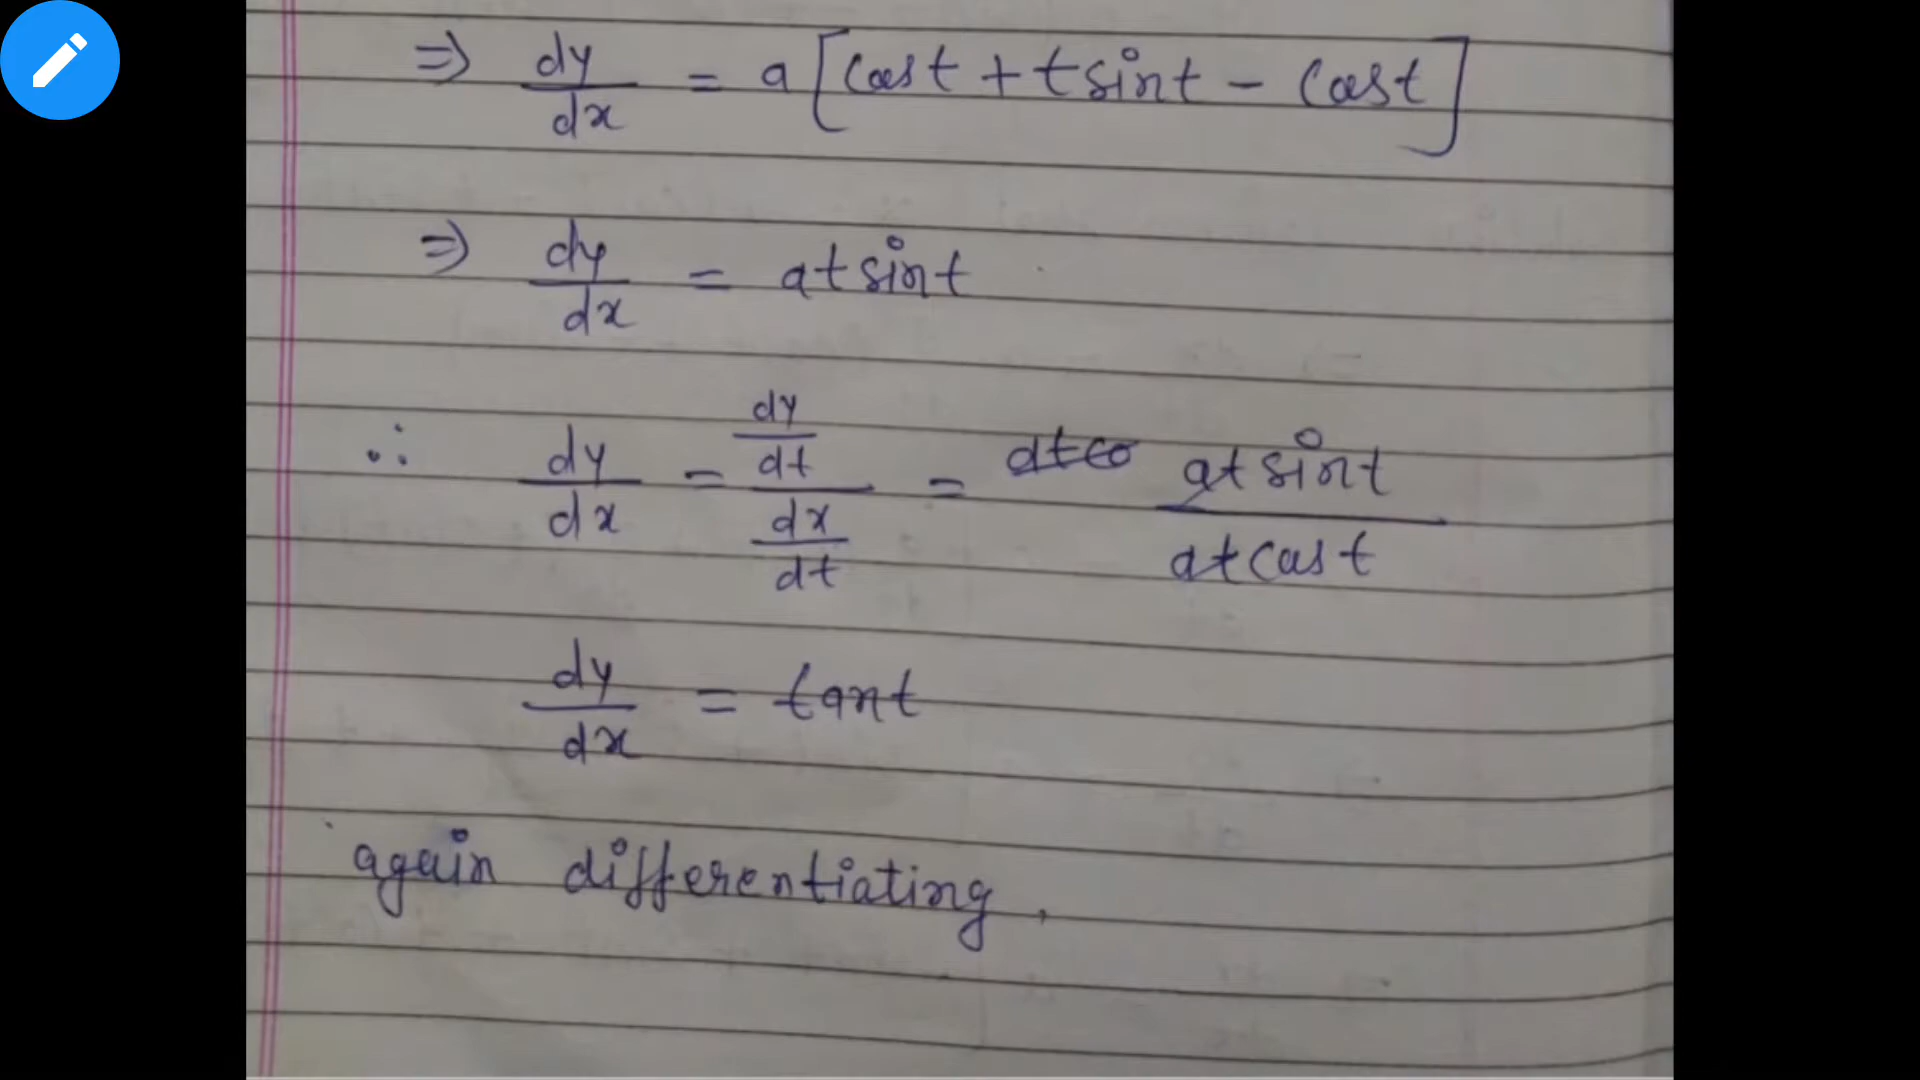 ⇒ dy/dx = a[cost + tsint - cost]
⇒ dy/dx = atsint
∴ dy/dx = (dy/dt)/(dx/dt) = atsint/atcost
dy/dx = tant
again differentiating,